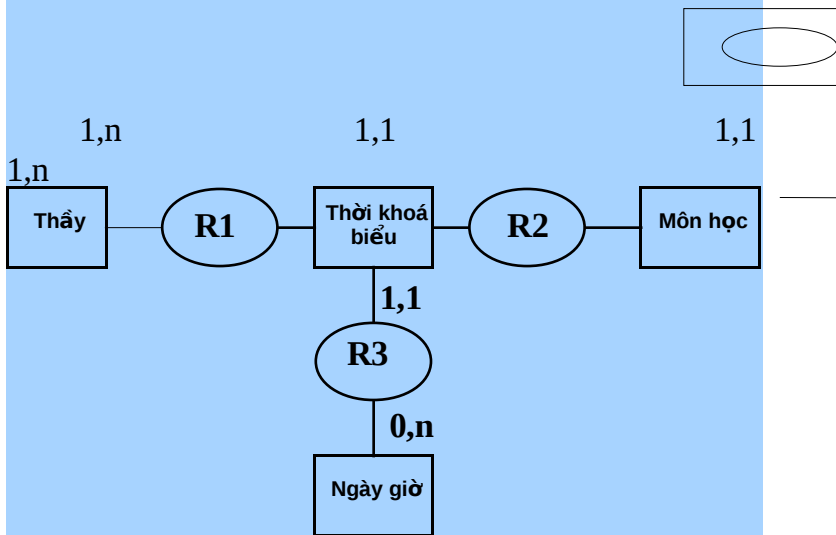 1,n 1,1 1,1
1,n
Thầy R1 Thời khoá R2 Môn học
biểu
1,1
R3
0,n
Ngày giờ